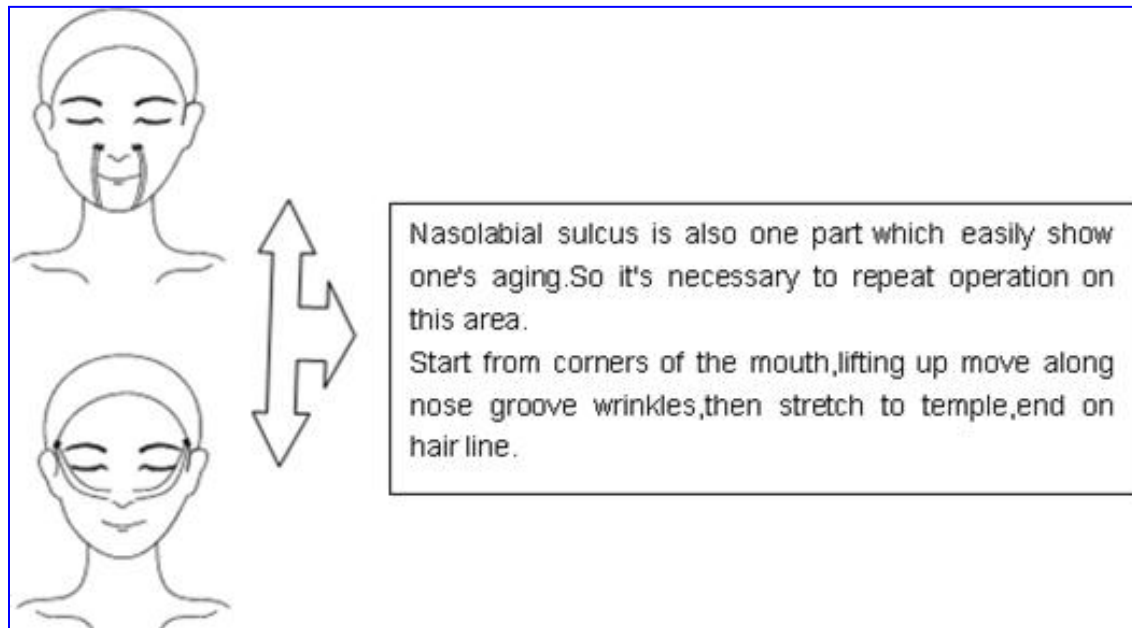 Nasolabial sulcus is also one part which easily show
one's aging.So it's necessary to repeat operation on
this area.
Start from corners of the mouth,lifting up move along
nose groove wrinkles,then stretch to temple,end on
hair line.